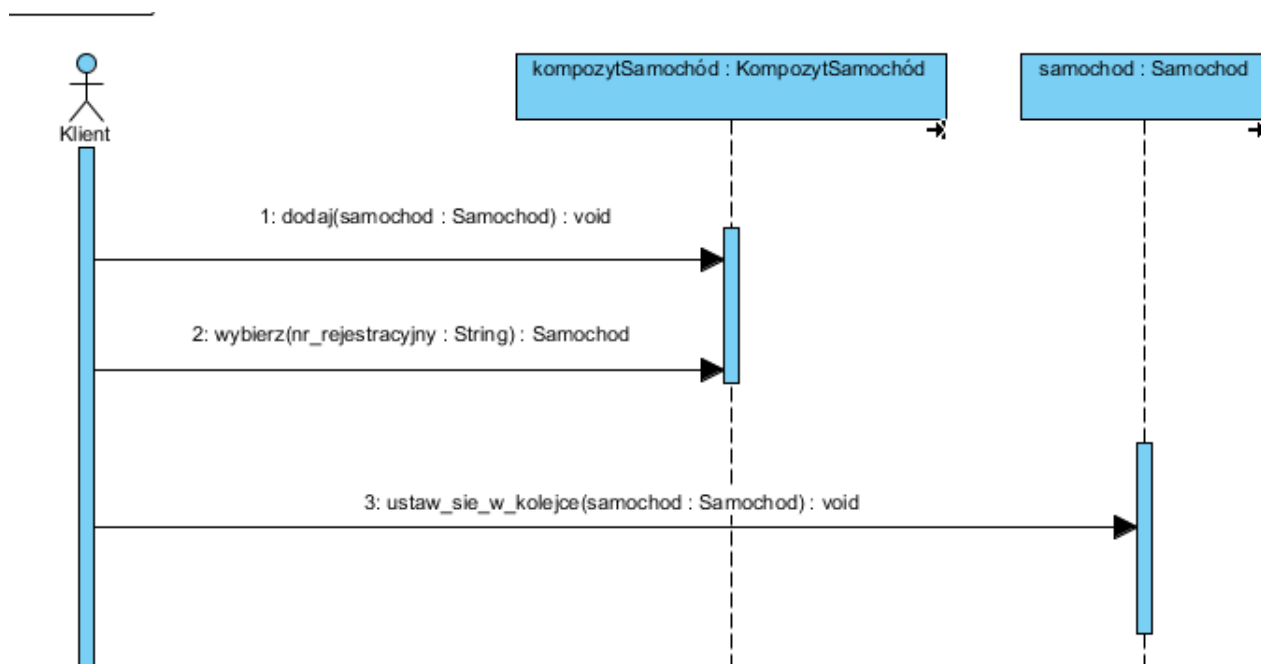 kompozytSamochód : KompozytSamochód
samochod : Samochod
Klient
1: dodaj(samochod : Samochod) : void
2: wybierz(nr_rejestracyjny : String) : Samochod
3: ustaw_sie_w_kolejce(samochod : Samochod) : void